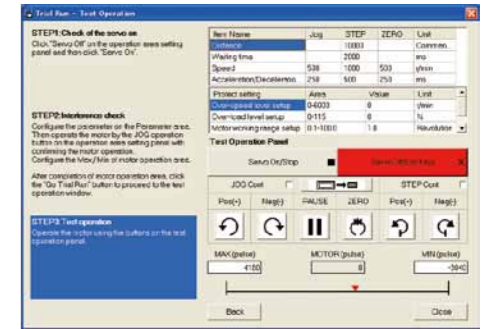 Trial Run - Test Operation
STEP1:Check of the servo on
Click "Servo Off" on the operation area setting
panel and then click "Servo On".
STEP2:Interference check
Configure the parameter on the Parameter area.
Then operate the motor by the JOG operation
button on the operation area setting panel with
confirming the motor operation.
Configure the Max/Min of motor operation area.
After completion of motor operation area, click
the "Go Trial Run" button to proceed to the test
operation window.
STEP3:Test operation
Operate the motor using the buttons on the test
operation panel.
Item Name Jog STEP ZERO Unit
Distance 10000 Comman..
Waiting time 2000 ms
Speed 500 1000 500 r/min
Acceleration/Deceleration 250 500 250 ms
Protect setting Area Value Unit
Over-speed level setup 0-6000 0 r/min
Over-load level setup 0-115 0 %
Motor working range setup 0.1-100.0 1.0 Revolution
Test Operation Panel
Servo On/Stop
JOG Cont STEP Cont
Pos(+) Neg(-) PAUSE ZERO Pos(+) Neg(-)
MAX(pulse) MOTOR(pulse) MIN(pulse)
4180 0
Back Close